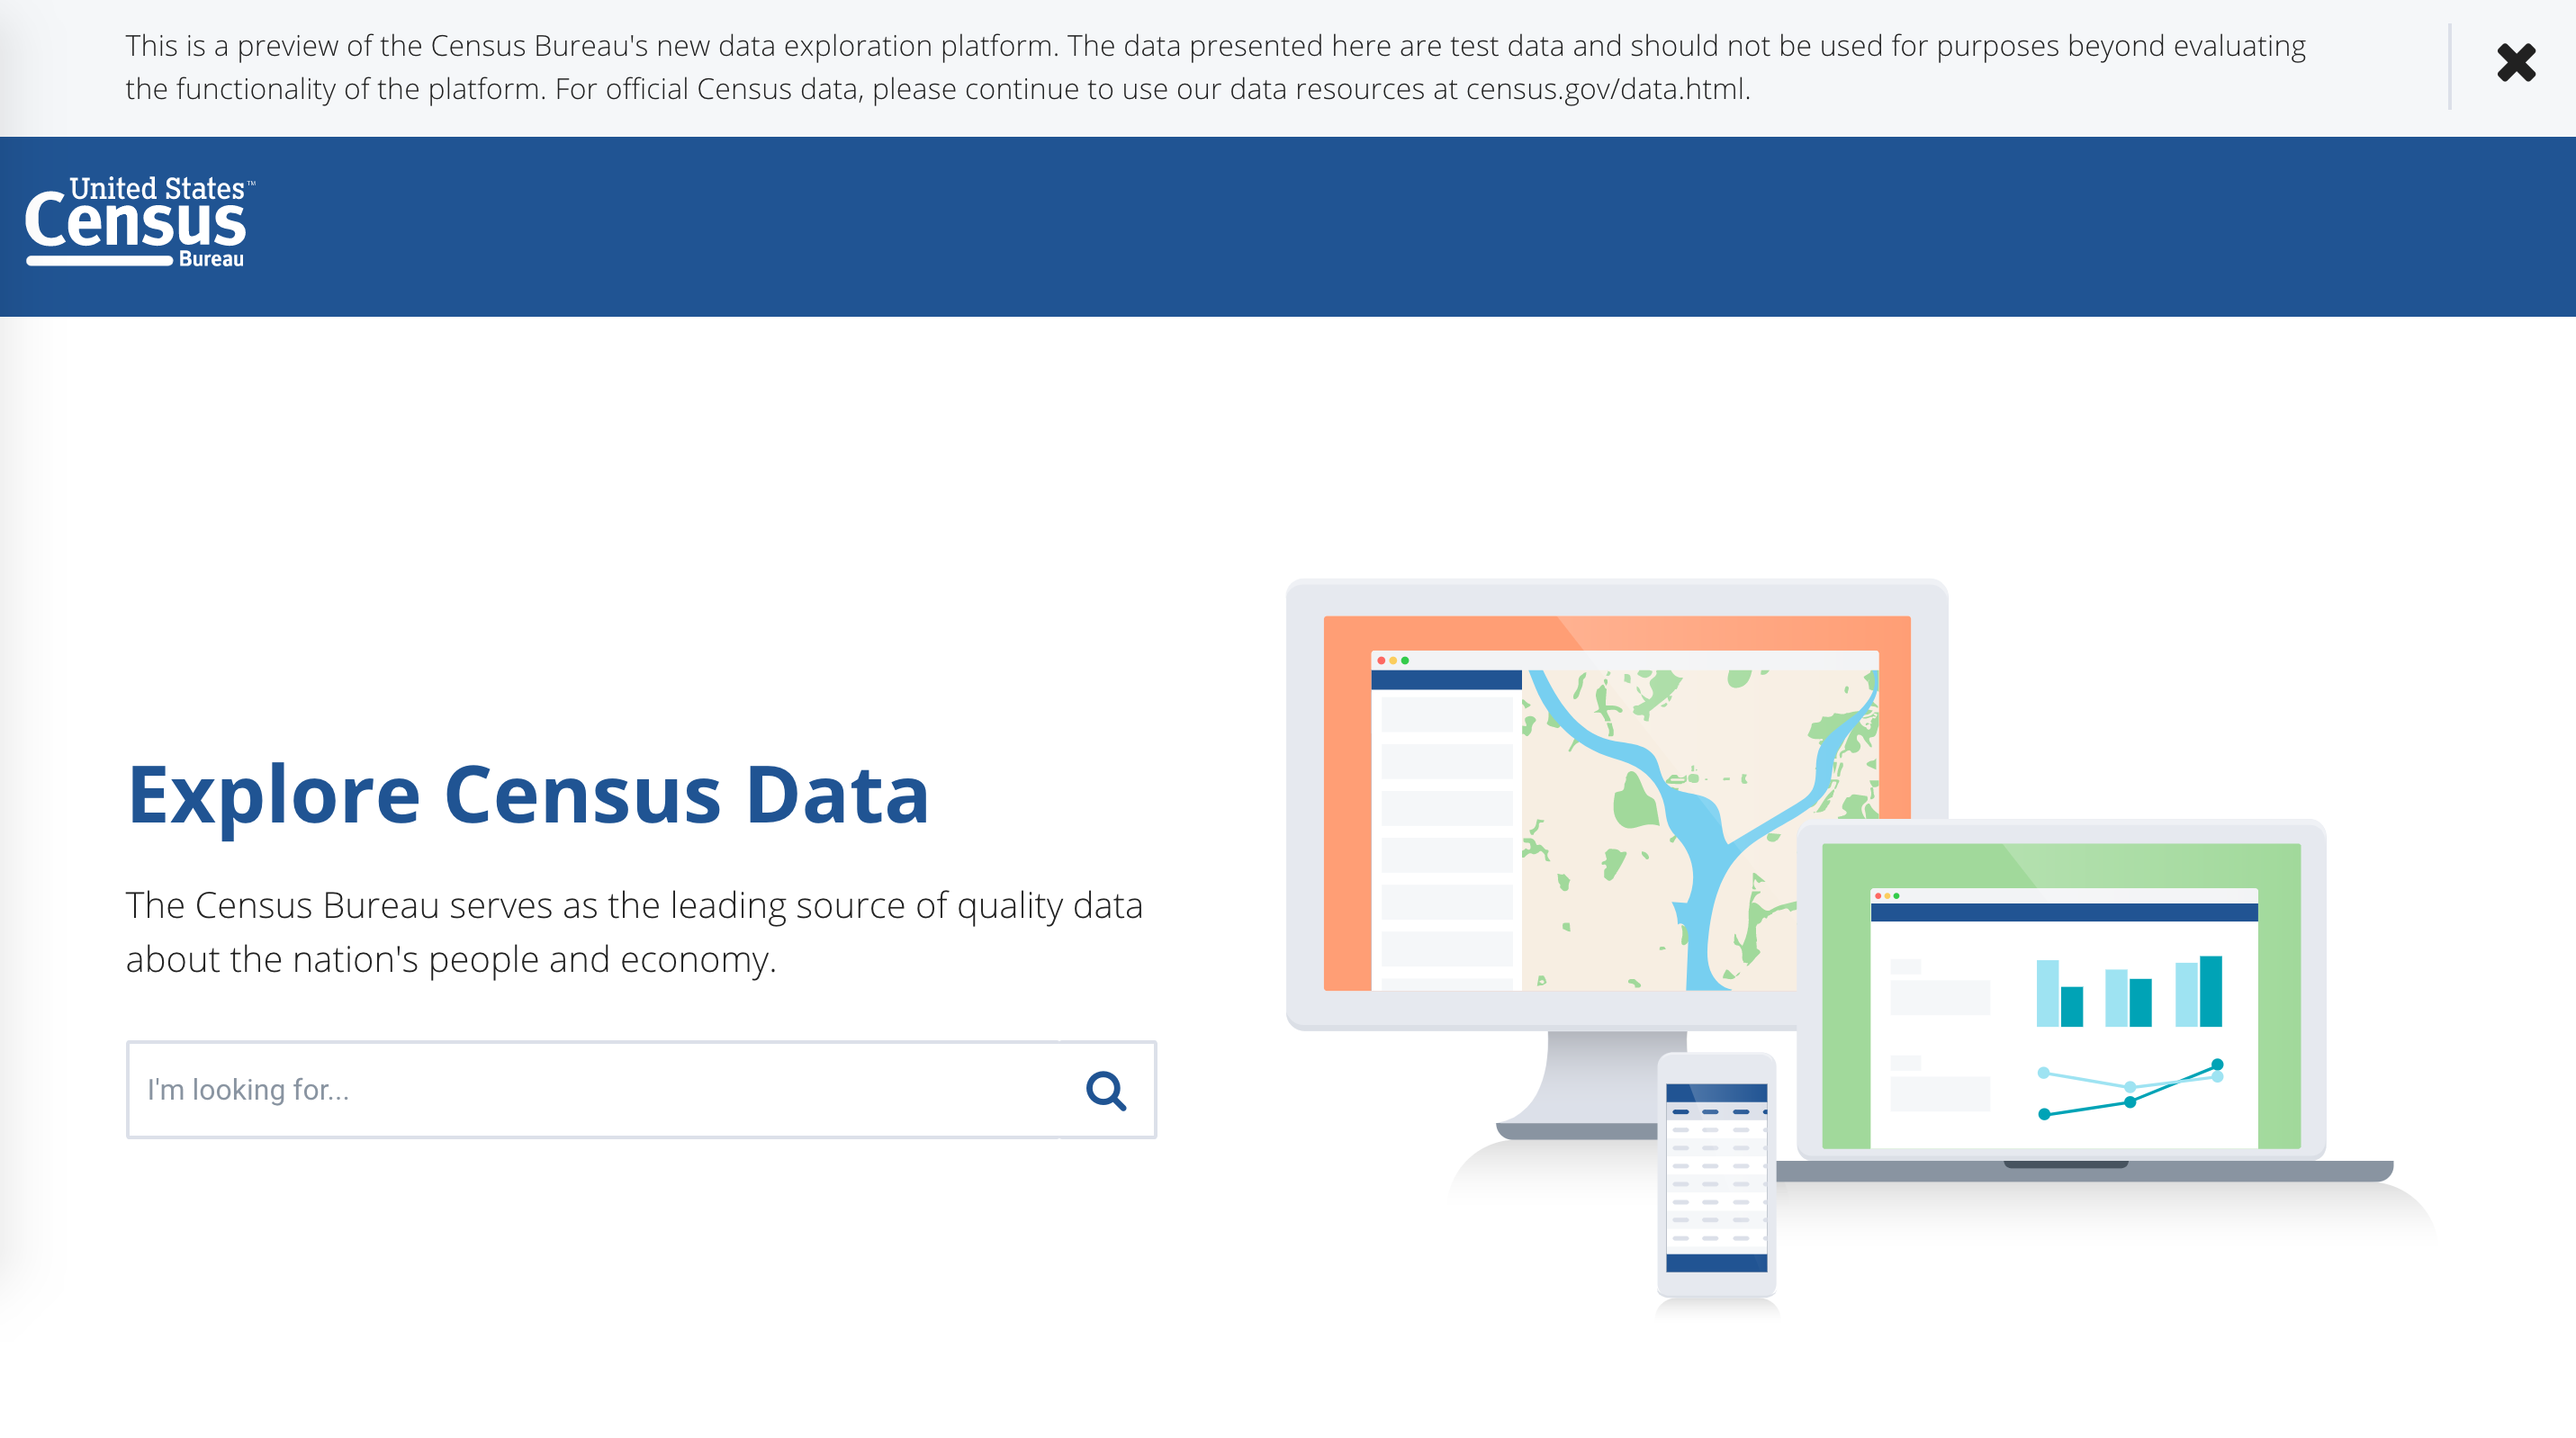 This is a preview of the Census Bureau's new data exploration platform. The data presented here are test data and should not be used for purposes beyond evaluating
the functionality of the platform. For official Census data, please continue to use our data resources at census.gov/data.html.
United States™
Census
Bureau
Explore Census Data
The Census Bureau serves as the leading source of quality data
about the nation's people and economy.
I'm looking for...